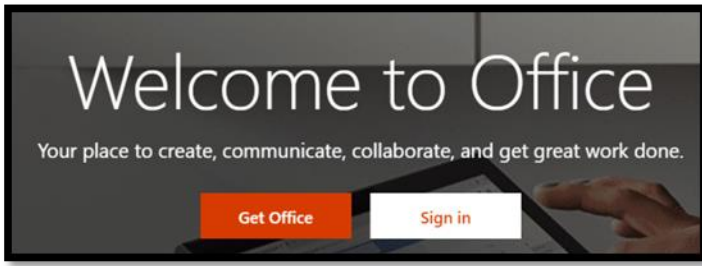 Welcome to Office
Your place to create, communicate, collaborate, and get great work done.
Get Office
Sign in